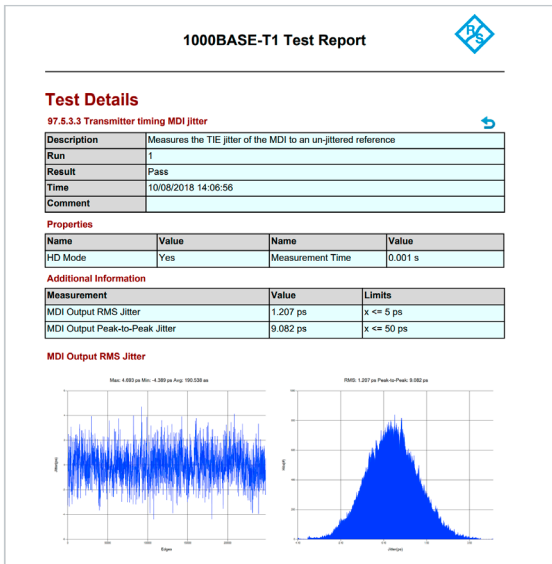 1000BASE-T1 Test Report
R S
Test Details
97.5.3.3 Transmitter timing MDI jitter
Description Measures the TIE jitter of the MDI to an un-jittered reference
Run 1
Result Pass
Time 10/08/2018 14:06:56
Comment
Properties
Name Value Name Value
HD Mode Yes Measurement Time 0.001 s
Additional Information
Measurement Value Limits
MDI Output RMS Jitter 1.207 ps x <= 5 ps
MDI Output Peak-to-Peak Jitter 9.082 ps x <= 50 ps
MDI Output RMS Jitter
Max: 4.693 ps Min: -4.389 ps Avg: 190.538 as
RMS: 1.207 ps Peak-to-Peak: 9.082 ps
Jitter(ps)
Edges
Jitter(ps)